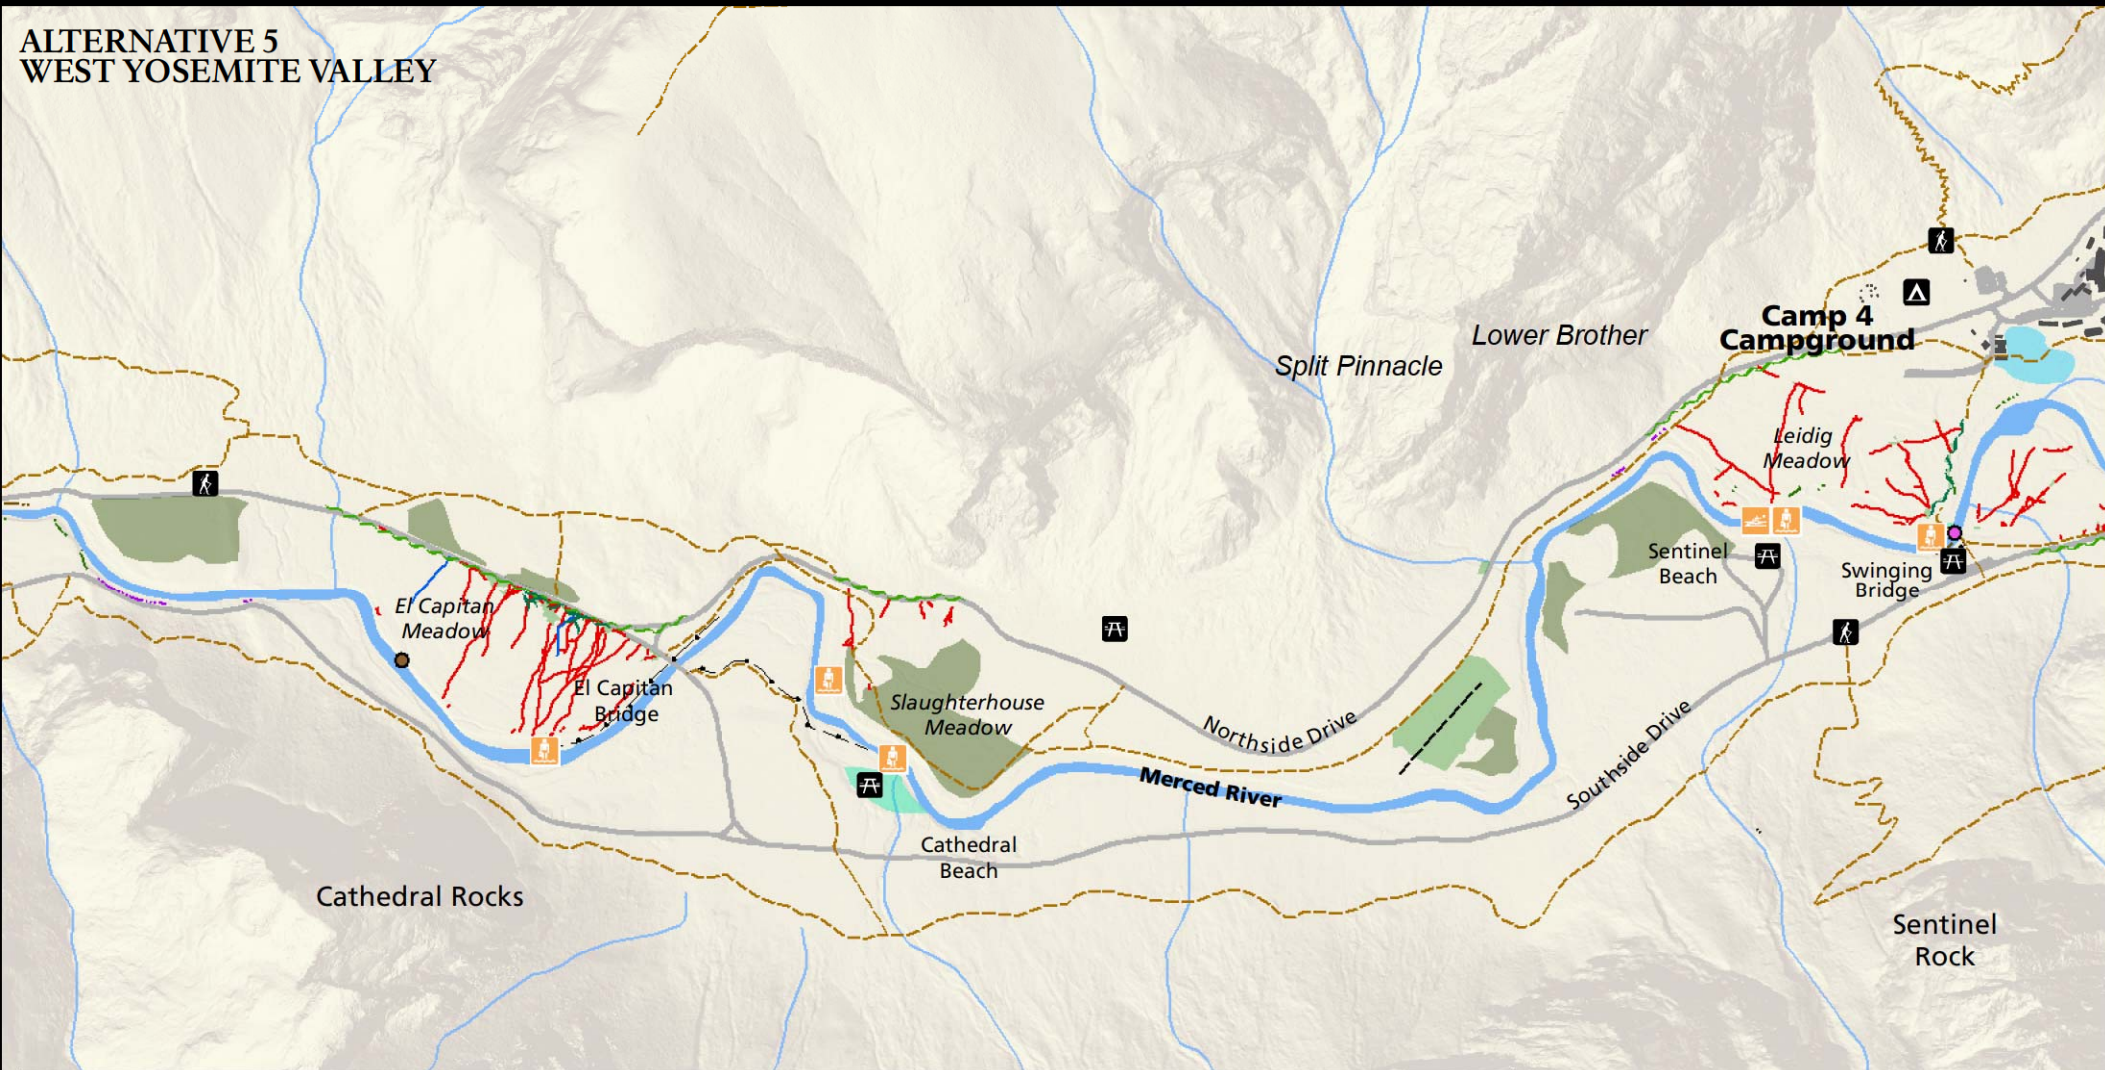 ALTERNATIVE 5
WEST YOSEMITE VALLEY
Camp 4
Campground
Lower Brother
Split Pinnacle
Leidig
Meadow
Sentinel
Beach
Swinging
Bridge
El Capitan
Meadow
El Capitan
Bridge
Slaughterhouse
Meadow
Northside Drive
Southside Drive
Merced River
Cathedral
Beach
Cathedral Rocks
Sentinel
Rock